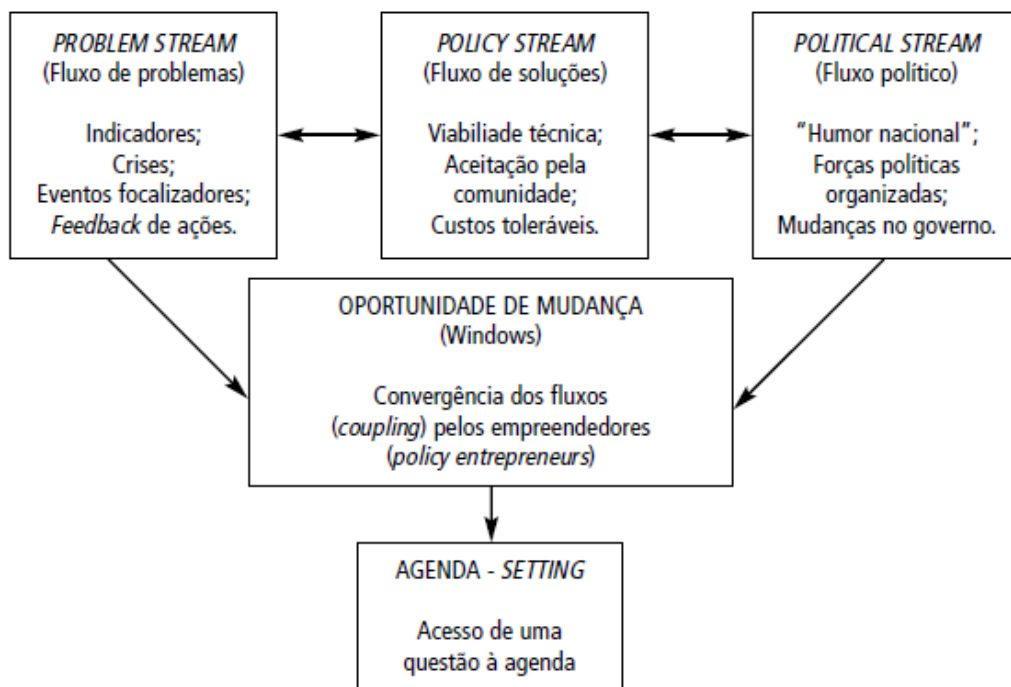 PROBLEM STREAM
(Fluxo de problemas)
Indicadores;
Crises;
Eventos focalizadores;
Feedback de ações.
POLICY STREAM
(Fluxo de soluções)
Viabiliade técnica;
Aceitação pela
comunidade;
Custos toleráveis.
POLITICAL STREAM
(Fluxo político)
“Humor nacional”;
Forças políticas
organizadas;
Mudanças no governo.
OPORTUNIDADE DE MUDANÇA
(Windows)
Convergência dos fluxos
(coupling) pelos empreendedores
(policy entrepreneurs)
AGENDA - SETTING
Acesso de uma
questão à agenda